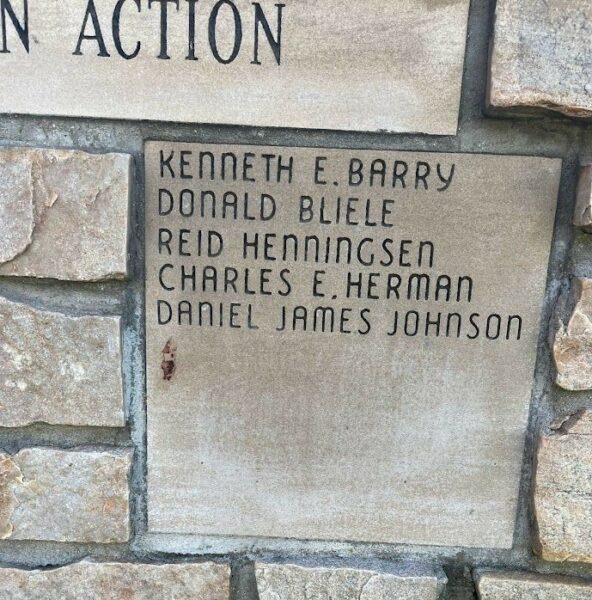 N ACTION
KENNETH E. BARRY
DONALD BLIELE
REID HENNINGSEN
CHARLES E. HERMAN
DANIEL JAMES JOHNSON